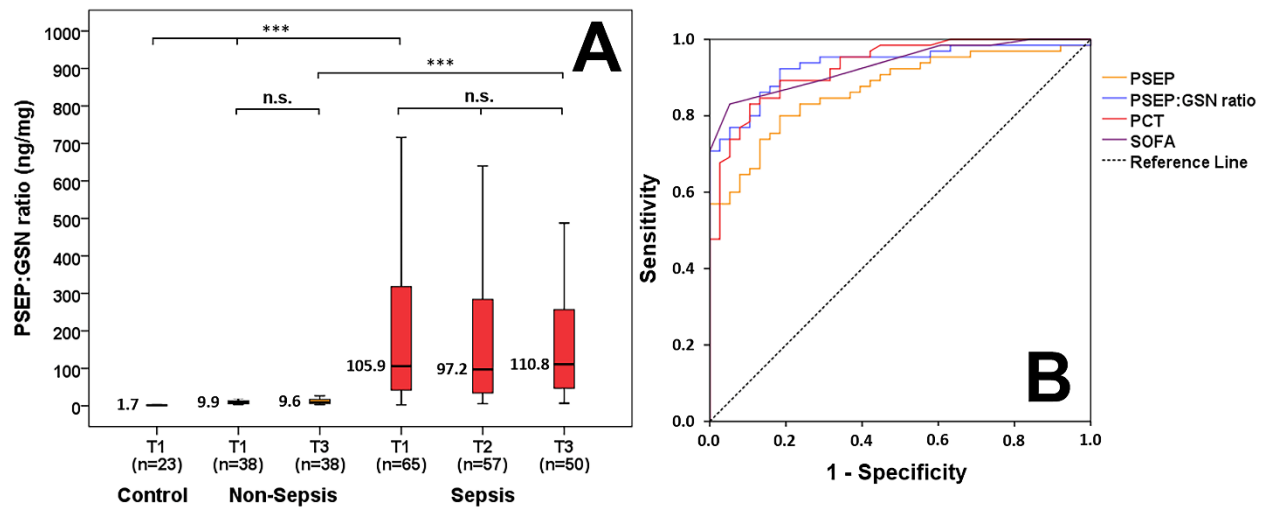 A
PSEP:GSN ratio (ng/mg)
1000
900
800
700
600
500
400
300
200
100
0
***
***
n.s.
n.s.
1.7
9.9
9.6
105.9
97.2
110.8
T1 T1 T3 T1 T2 T3
(n=23) (n=38) (n=38) (n=65) (n=57) (n=50)
Control Non-Sepsis Sepsis
B
Sensitivity
1.0
0.8
0.6
0.4
0.2
0.0
0.0 0.2 0.4 0.6 0.8 1.0
1 - Specificity
PSEP
PSEP:GSN ratio
PCT
SOFA
Reference Line